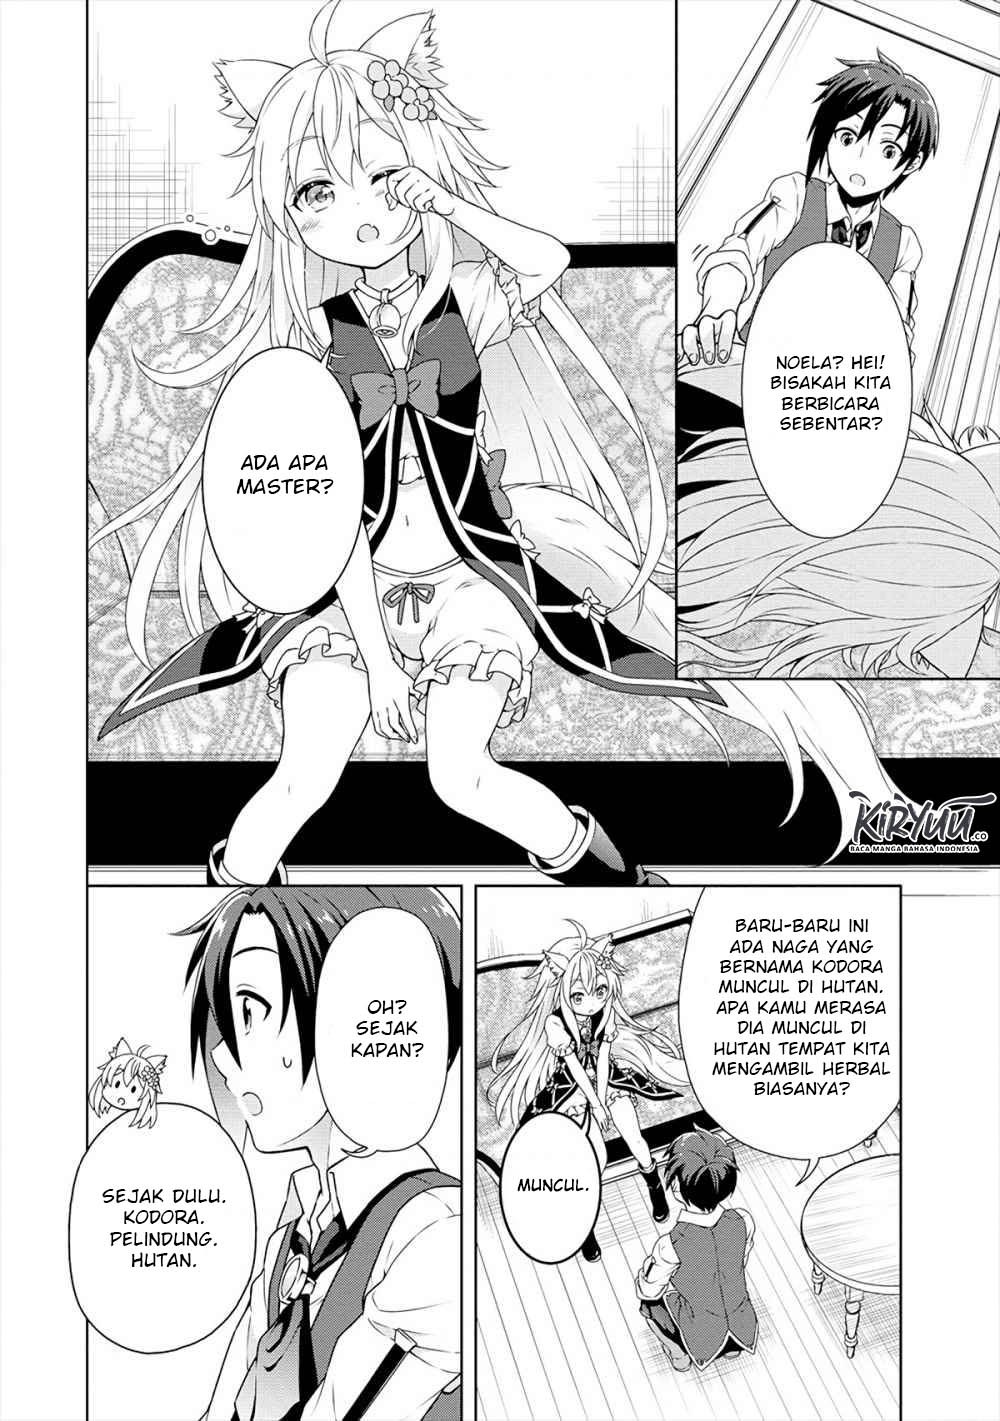 NOELA? HEI!
BISAKAH KITA
BERBICARA
SEBENTAR?
ADA APA
MASTER?
KiRYUU.co
BACA MANGA BAHASA INDONESIA
BARU-BARU INI
ADA NAGA YANG
BERNAMA KODORA
MUNCUL DI HUTAN.
APA KAMU MERASA
DIA MUNCUL DI
HUTAN TEMPAT KITA
MENGAMBIL HERBAL
BIASANYA?
MUNCUL.
OH?
SEJAK
KAPAN?
SEJAK DULU.
KODORA.
PELINDUNG.
HUTAN.